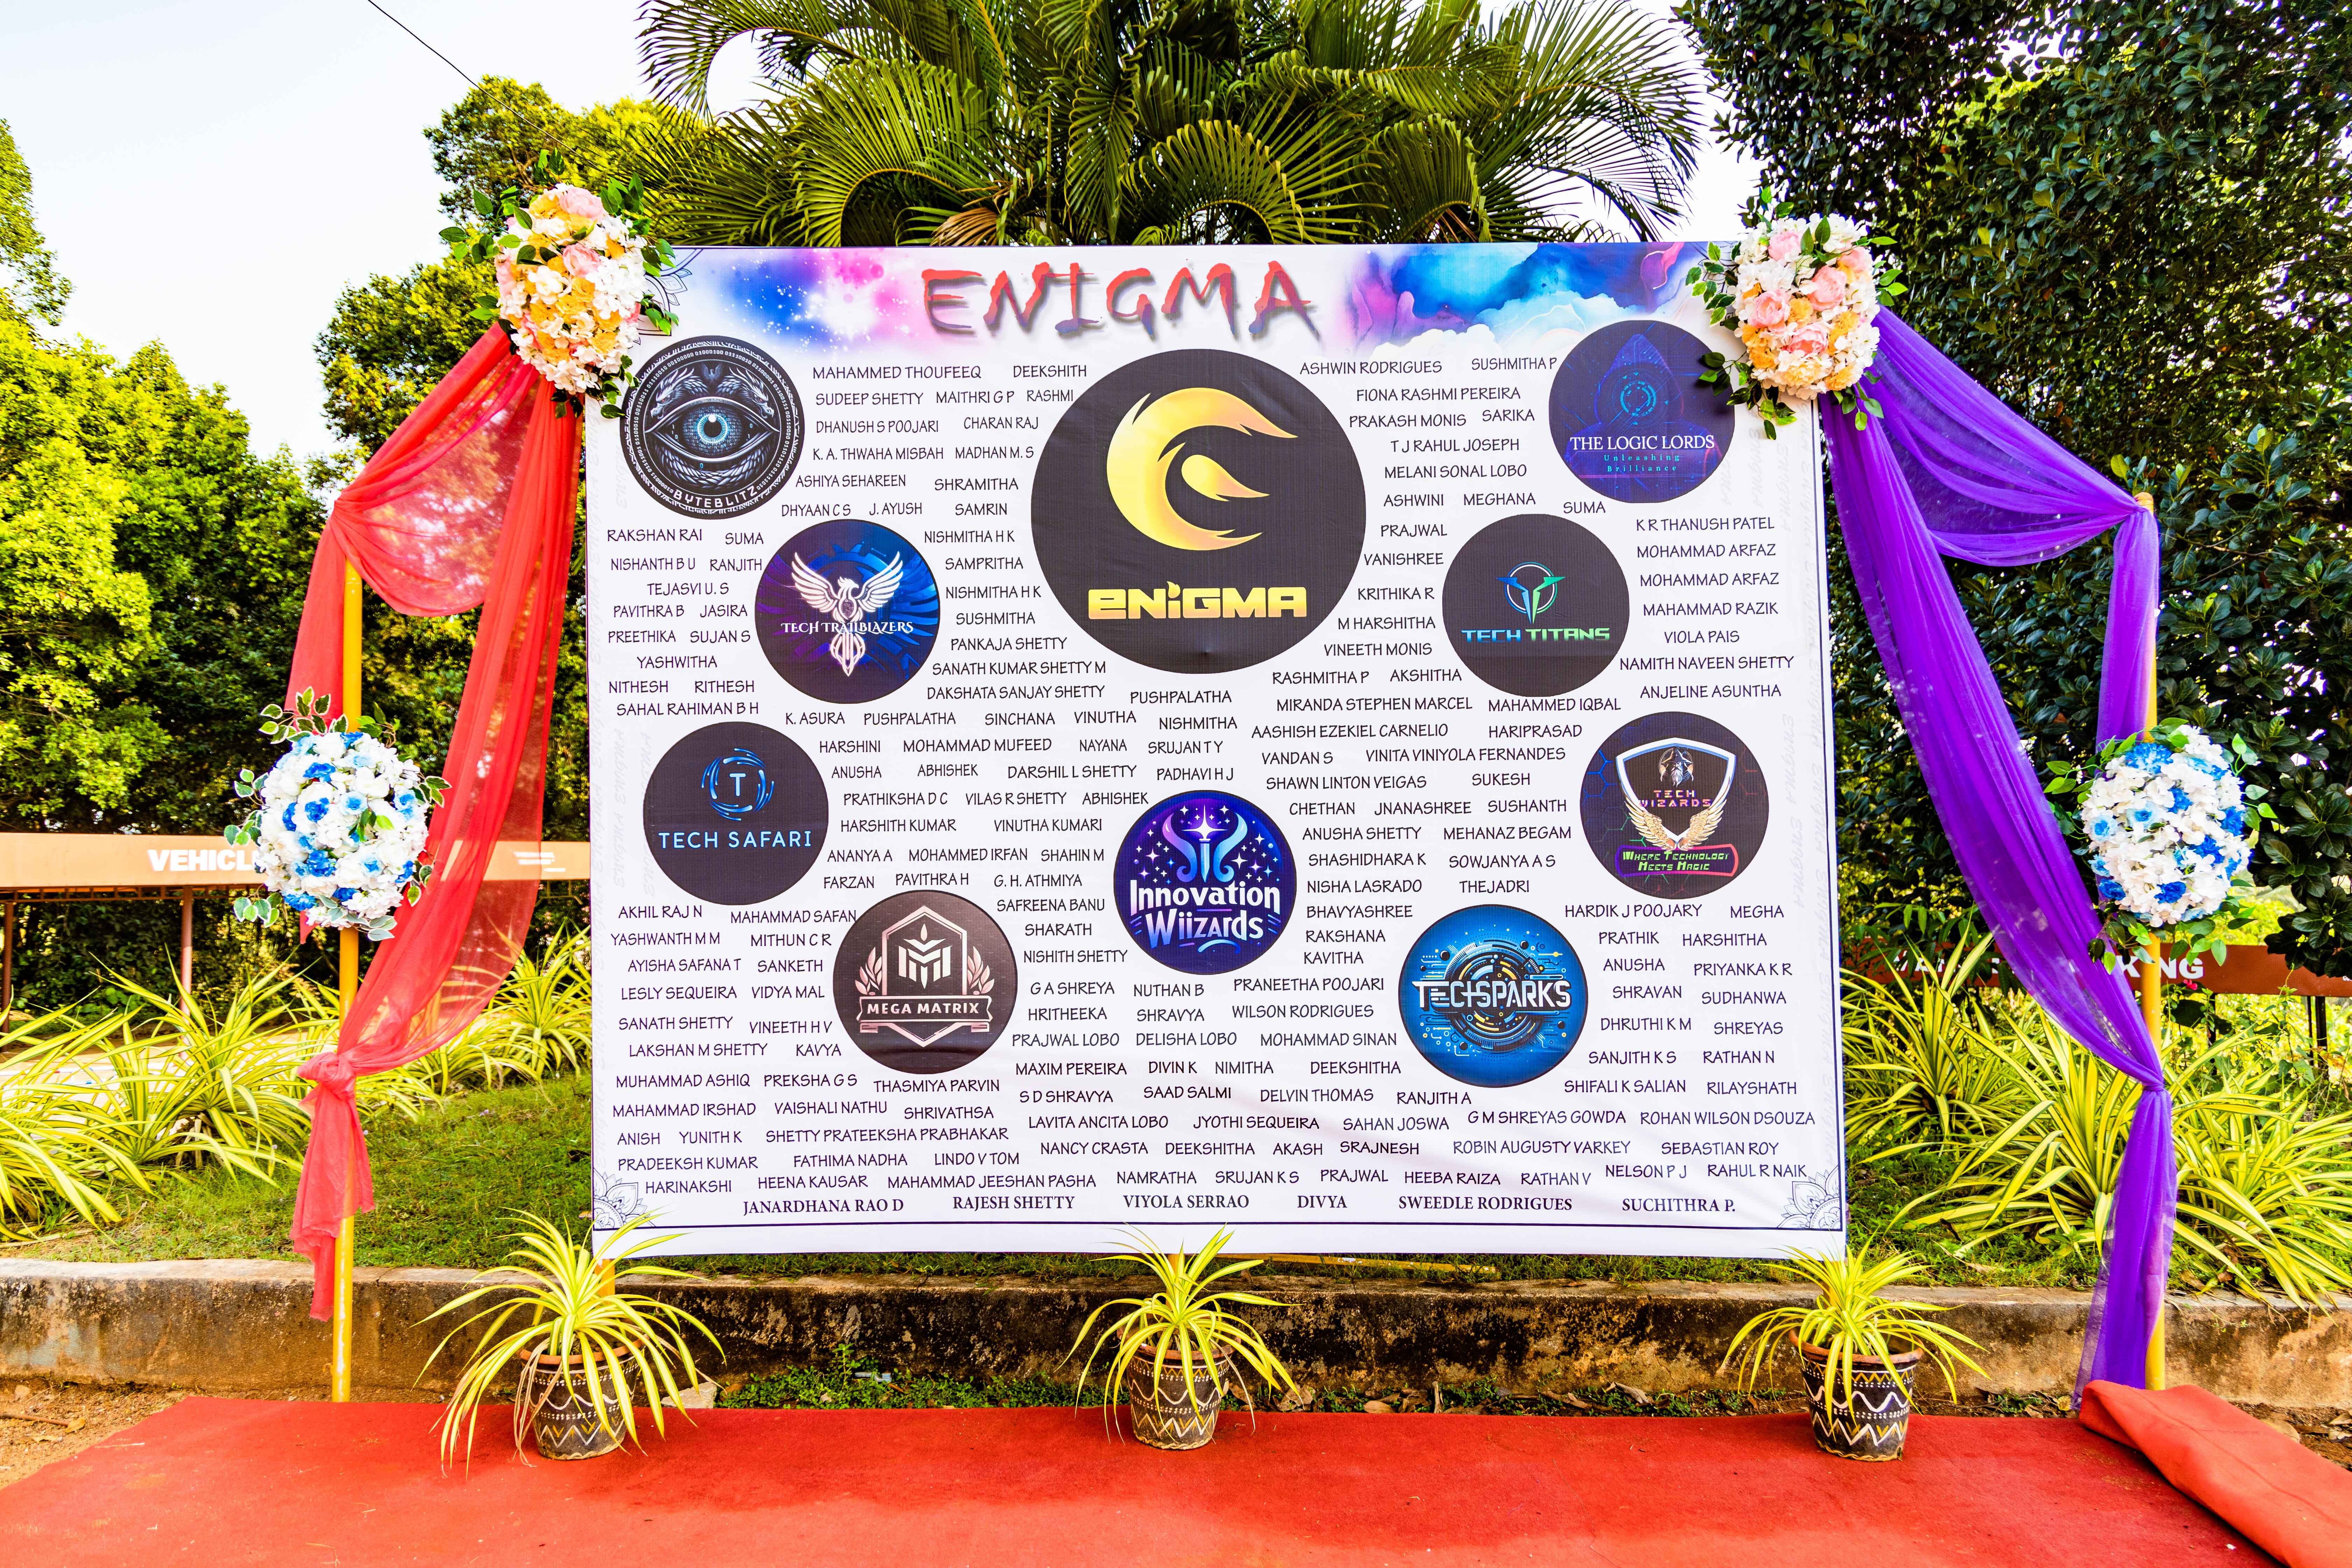 ENIGMA
BYTEBLITZ
MAHAMMED THOUFEEQ DEEKSHITH
SUDEEP SHETTY MAITHRI G P RASHMI
DHANUSH S POOJARI CHARAN RAJ
K. A. THWAHA MISBAH MADHAN M. S
ASHIYA SEHAREEN SHRAMITHA
DHYAAN C S J. AYUSH SAMRIN
ENIGMA
ASHWIN RODRIGUES SUSHMITHA P
FIONA RASHMI PEREIRA
PRAKASH MONIS SARIKA
T J RAHUL JOSEPH
MELANI SONAL LOBO
ASHWINI MEGHANA SUMA
PRAJWAL
VANISHREE
KRITHIKA R
M HARSHITHA
VINEETH MONIS
RASHMITHA P AKSHITHA
THE LOGIC LORDS
Unleashing
Brilliance
RAKSHAN RAI SUMA
NISHANTH B U RANJITH
TEJASVI U. S
PAVITHRA B JASIRA
PREETHIKA SUJAN S
YASHWITHA
NITHESH RITHESH
SAHAL RAHIMAN B H
TECH TRAILBLAZERS
NISHMITHA H K
SAMPRITHA
NISHMITHA H K
SUSHMITHA
PANKAJA SHETTY
SANATH KUMAR SHETTY M
DAKSHATA SANJAY SHETTY PUSHPALATHA
TECH TITANS
K R THANUSH PATEL
MOHAMMAD ARFAZ
MOHAMMAD ARFAZ
MAHAMMAD RAZIK
VIOLA PAIS
NAMITH NAVEEN SHETTY
ANJELINE ASUNTHA
MIRANDA STEPHEN MARCEL MAHAMMED IQBAL
K. ASURA PUSHPALATHA SINCHANA VINUTHA NISHMITHA
AASHISH EZEKIEL CARNELIO HARIPRASAD
HARSHINI MOHAMMAD MUFEED NAYANA SRUJAN T Y
VANDAN S VINITA VINIYOLA FERNANDES
ANUSHA ABHISHEK DARSHIL L SHETTY PADHAVI H J
SHAWN LINTON VEIGAS SUKESH
PRATHIKSHA D C VILAS R SHETTY ABHISHEK
CHETHAN JNANASHREE SUSHANTH
HARSHITH KUMAR VINUTHA KUMARI
ANUSHA SHETTY MEHANAZ BEGAM
ANANYA A MOHAMMED IRFAN SHAHIN M
SHASHIDHARA K SOWJANYA A S
FARZAN PAVITHRA H G. H. ATHMIYA
NISHA LASRADO THEJADRI
TECH SAFARI
Innovation
Wiizards
TECH
WIZARDS
WHERE TECHNOLOGY
MEETS MAGIC
AKHIL RAJ N MAHAMMAD SAFAN
YASHWANTH M M MITHUN C R
AYISHA SAFANA T SANKETH
LESLY SEQUEIRA VIDYA MAL
SANATH SHETTY VINEETH H V
LAKSHAN M SHETTY KAVYA
MEGA MATRIX
SAFREENA BANU
SHARATH
NISHITH SHETTY
BHAVYASHREE
RAKSHANA
KAVITHA
TECHSPARKS
HARDIK J POOJARY MEGHA
PRATHIK HARSHITHA
ANUSHA PRIYANKA K R
SHRAVAN SUDHANWA
DHRUTHI K M SHREYAS
SANJITH K S RATHAN N
SHIFALI K SALIAN RILAYSHATH
G A SHREYA NUTHAN B PRANEETHA POOJARI
HRITHEEKA SHRAVYA WILSON RODRIGUES
PRAJWAL LOBO DELISHA LOBO MOHAMMAD SINAN
MAXIM PEREIRA DIVIN K NIMITHA DEEKSHITHA
MUHAMMAD ASHIQ PREKSHA G S THASMIYA PARVIN S D SHRAVYA SAAD SALMI DELVIN THOMAS RANJITH A
MAHAMMAD IRSHAD VAISHALI NATHU SHRIVATHSA LAVITA ANCITA LOBO JYOTHI SEQUEIRA SAHAN JOSWA G M SHREYAS GOWDA ROHAN WILSON DSOUZA
ANISH YUNITH K SHETTY PRATEEKSHA PRABHAKAR NANCY CRASTA DEEKSHITHA AKASH SRAJNESH ROBIN AUGUSTY VARKEY SEBASTIAN ROY
PRADEEKSH KUMAR FATHIMA NADHA LINDO V TOM
HARINAKSHI HEENA KAUSAR MAHAMMAD JEESHAN PASHA NAMRATHA SRUJAN K S PRAJWAL HEEBA RAIZA RATHAN V NELSON P J RAHUL R NAIK
JANARDHANA RAO D RAJESH SHETTY VIYOLA SERRAO DIVYA SWEEDLE RODRIGUES SUCHITHRA P.